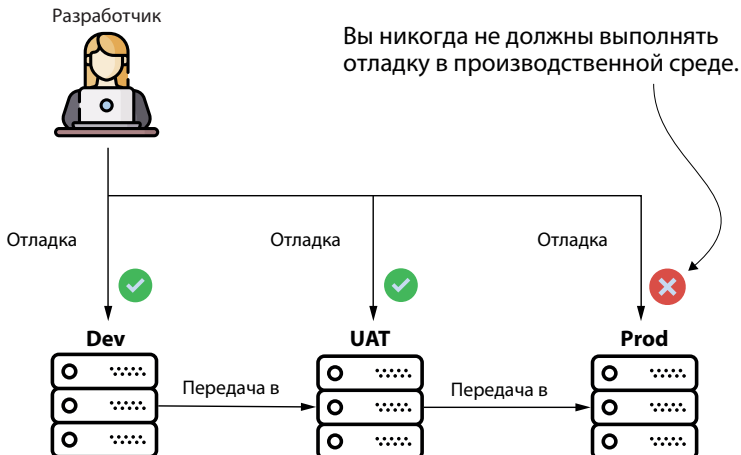 Разработчик
Вы никогда не должны выполнять
отладку в производственной среде.
Отладка
Отладка
Отладка
Dev
UAT
Prod
Передача в
Передача в